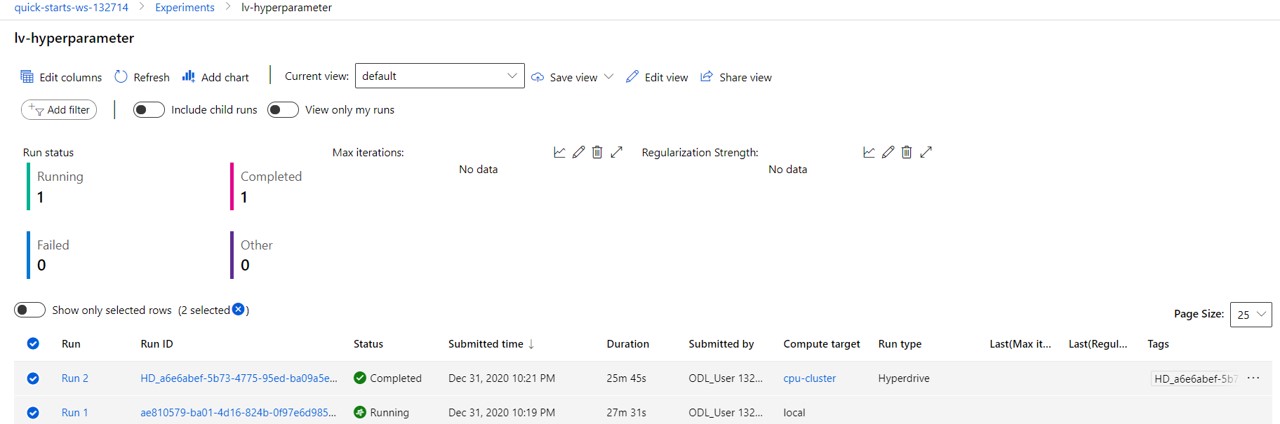 quick-starts-ws-132714 > Experiments > lv-hyperparameter
lv-hyperparameter
Edit columns Refresh Add chart Current view: default Save view Edit view Share view
Add filter Include child runs View only my runs
Run status
Running
1
Completed
1
Failed
0
Other
0
Max iterations:
No data
Regularization Strength:
No data
Show only selected rows (2 selected )
Page Size: 25
Run Run ID Status Submitted time ↓ Duration Submitted by Compute target Run type Last(Max it... Last(Regul... Tags
Run 2 HD_a6e6abef-5b73-4775-95ed-ba09a5e... Completed Dec 31, 2020 10:21 PM 25m 45s ODL_User 132... cpu-cluster Hyperdrive HD_a6e6abef-5b7 ...
Run 1 ae810579-ba01-4d16-824b-0f97e6d985... Running Dec 31, 2020 10:19 PM 27m 31s ODL_User 132... local